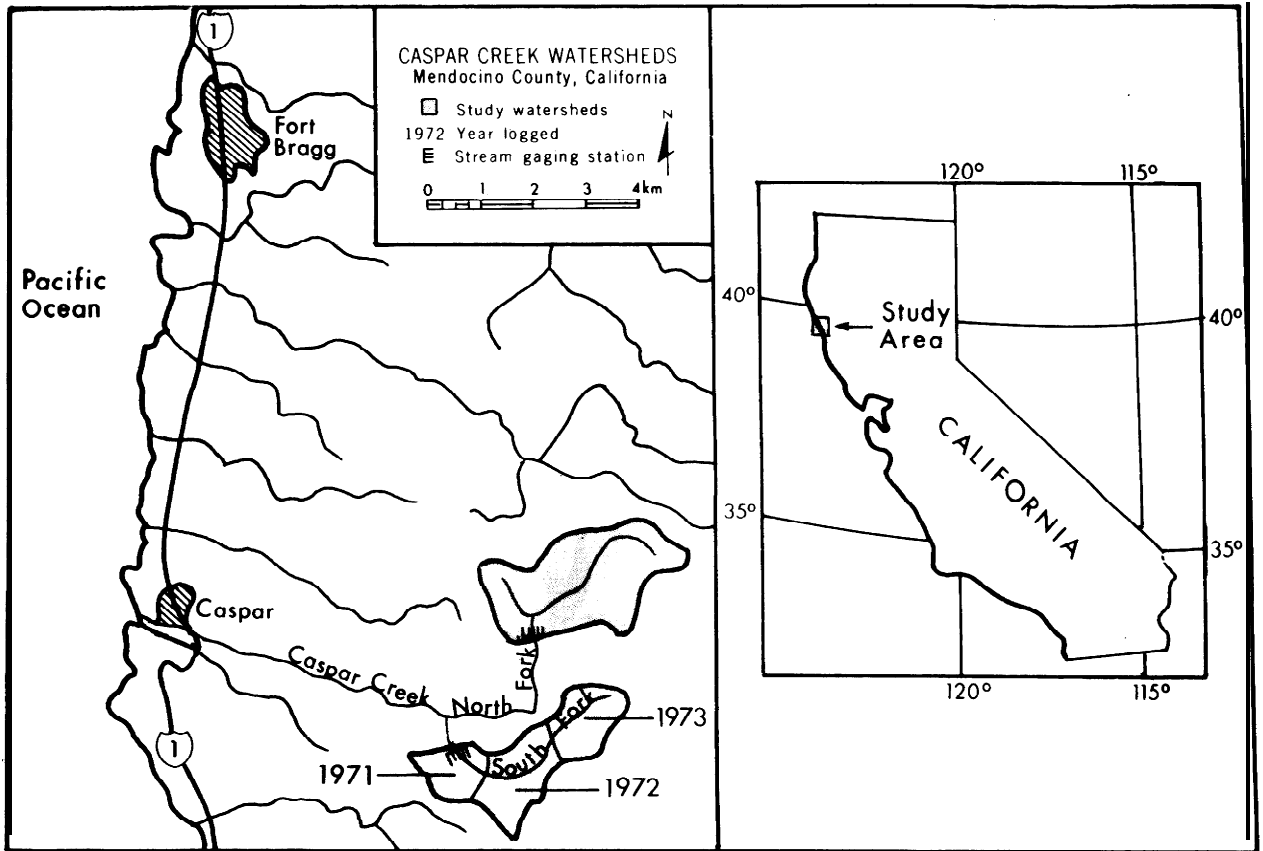 1
CASPAR CREEK WATERSHEDS
Mendocino County, California
Study watersheds
1972 Year logged
Stream gaging station
N
0 1 2 3 4 km
Fort
Bragg
Pacific
Ocean
Caspar
Caspar Creek
North
Fork
South
Fork
1973
1971
1972
1
120° 115°
40°
40°
Study
Area
CALIFORNIA
35°
35°
120° 115°